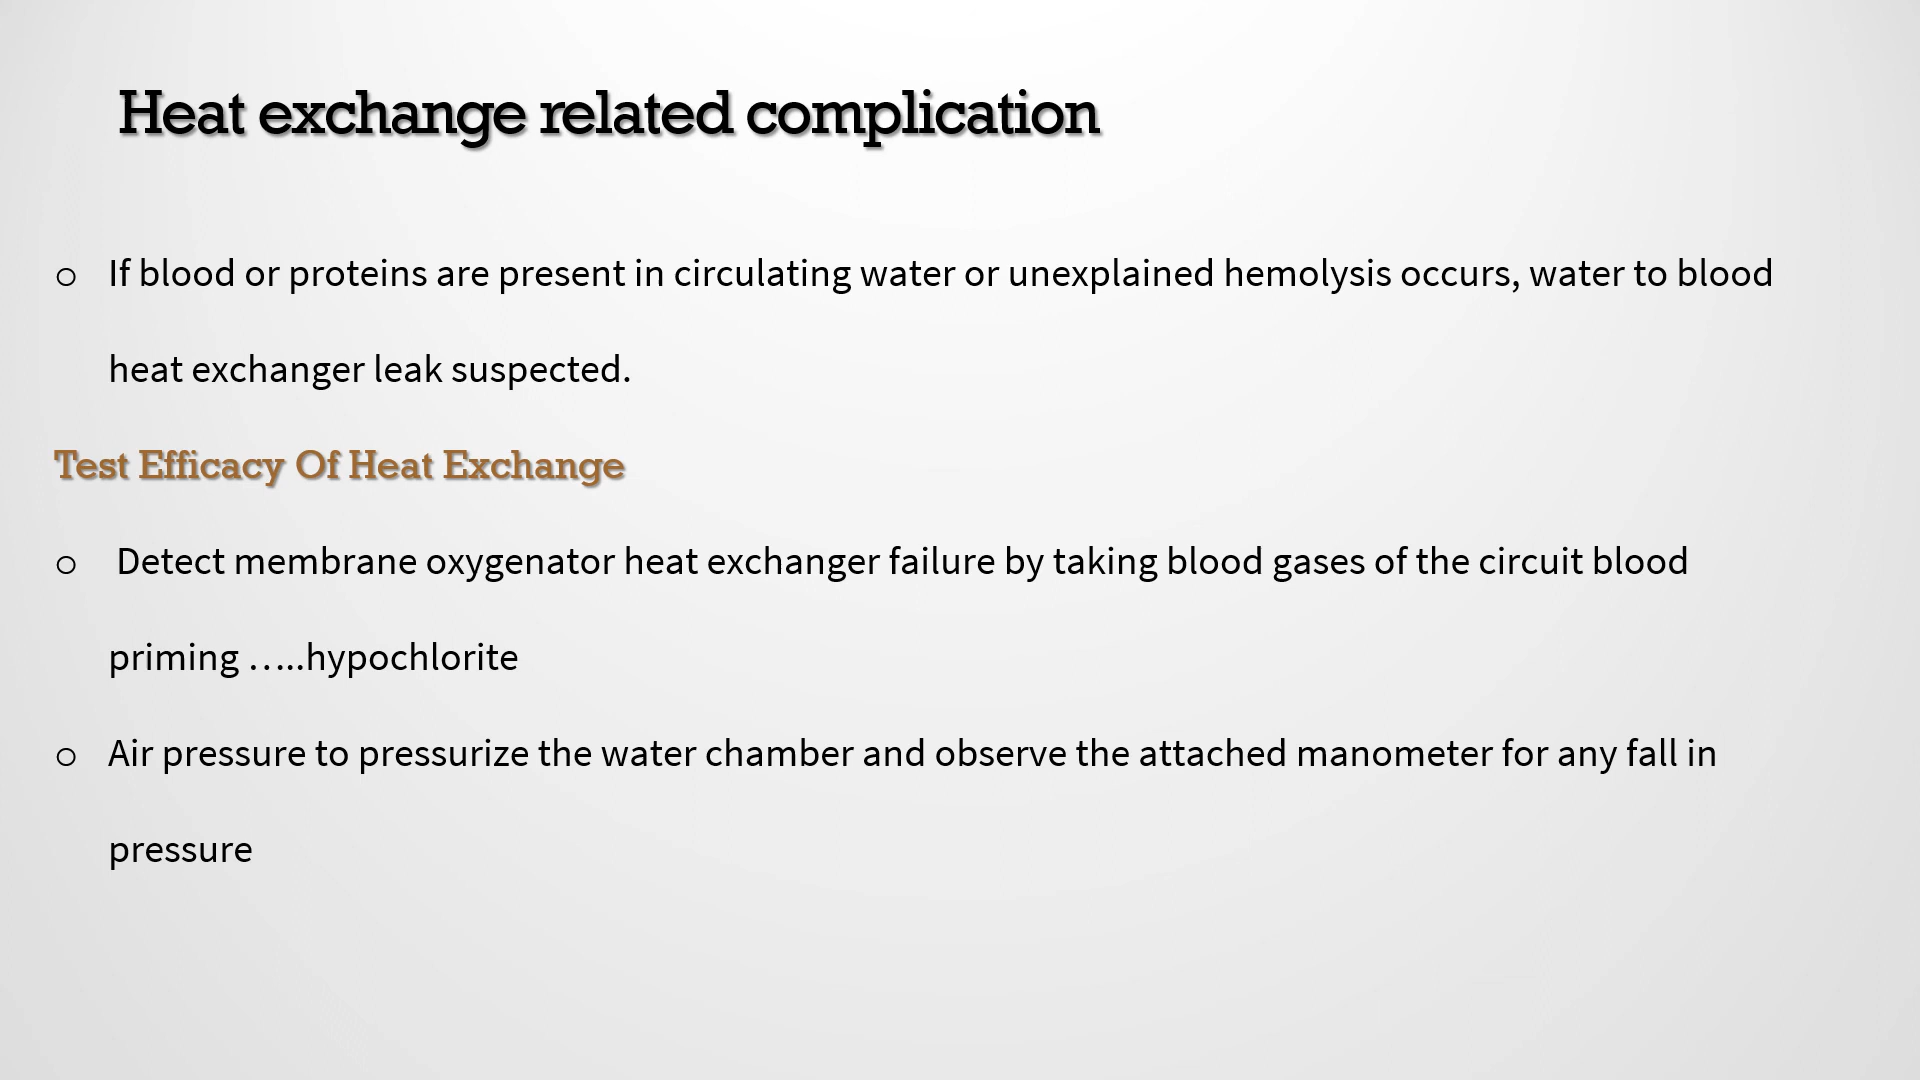 Heat exchange related complication
o If blood or proteins are present in circulating water or unexplained hemolysis occurs, water to blood
heat exchanger leak suspected.
Test Efficacy Of Heat Exchange
o Detect membrane oxygenator heat exchanger failure by taking blood gases of the circuit blood
priming …..hypochlorite
o Air pressure to pressurize the water chamber and observe the attached manometer for any fall in
pressure